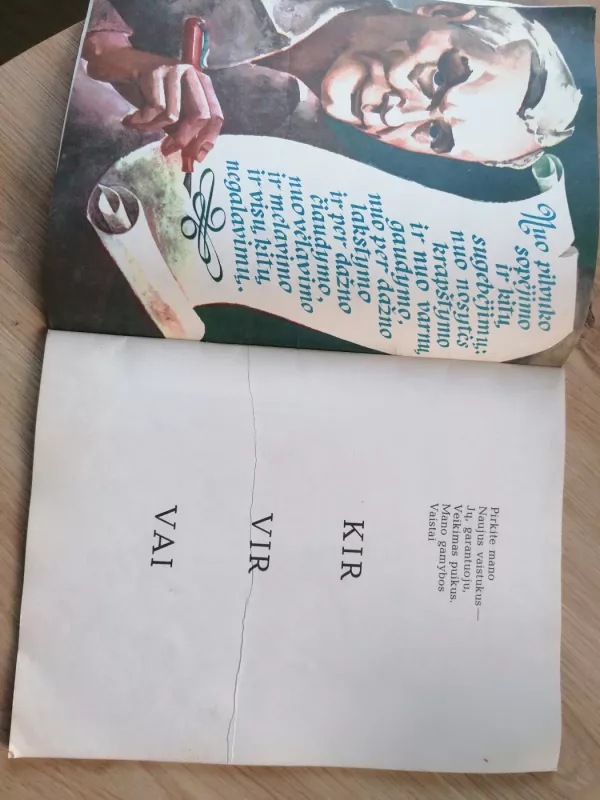 Nuo pilvuko
sopėjimo
ir kitų
sugebėjimų:
nuo nosytės
krapštymo
ir nuo varnų
gaudymo,
nuo per dažno
lakstymo
ir per dažno
čiaudymo,
nuo vėlavimo
ir melavimo
ir visų kitų
negalavimų.
Pirkite mano
Naujus vaistukus—
Jų, garantuoju,
Veikimas puikus.
Mano gamybos
Vaistai
KIR
VIR
VAI